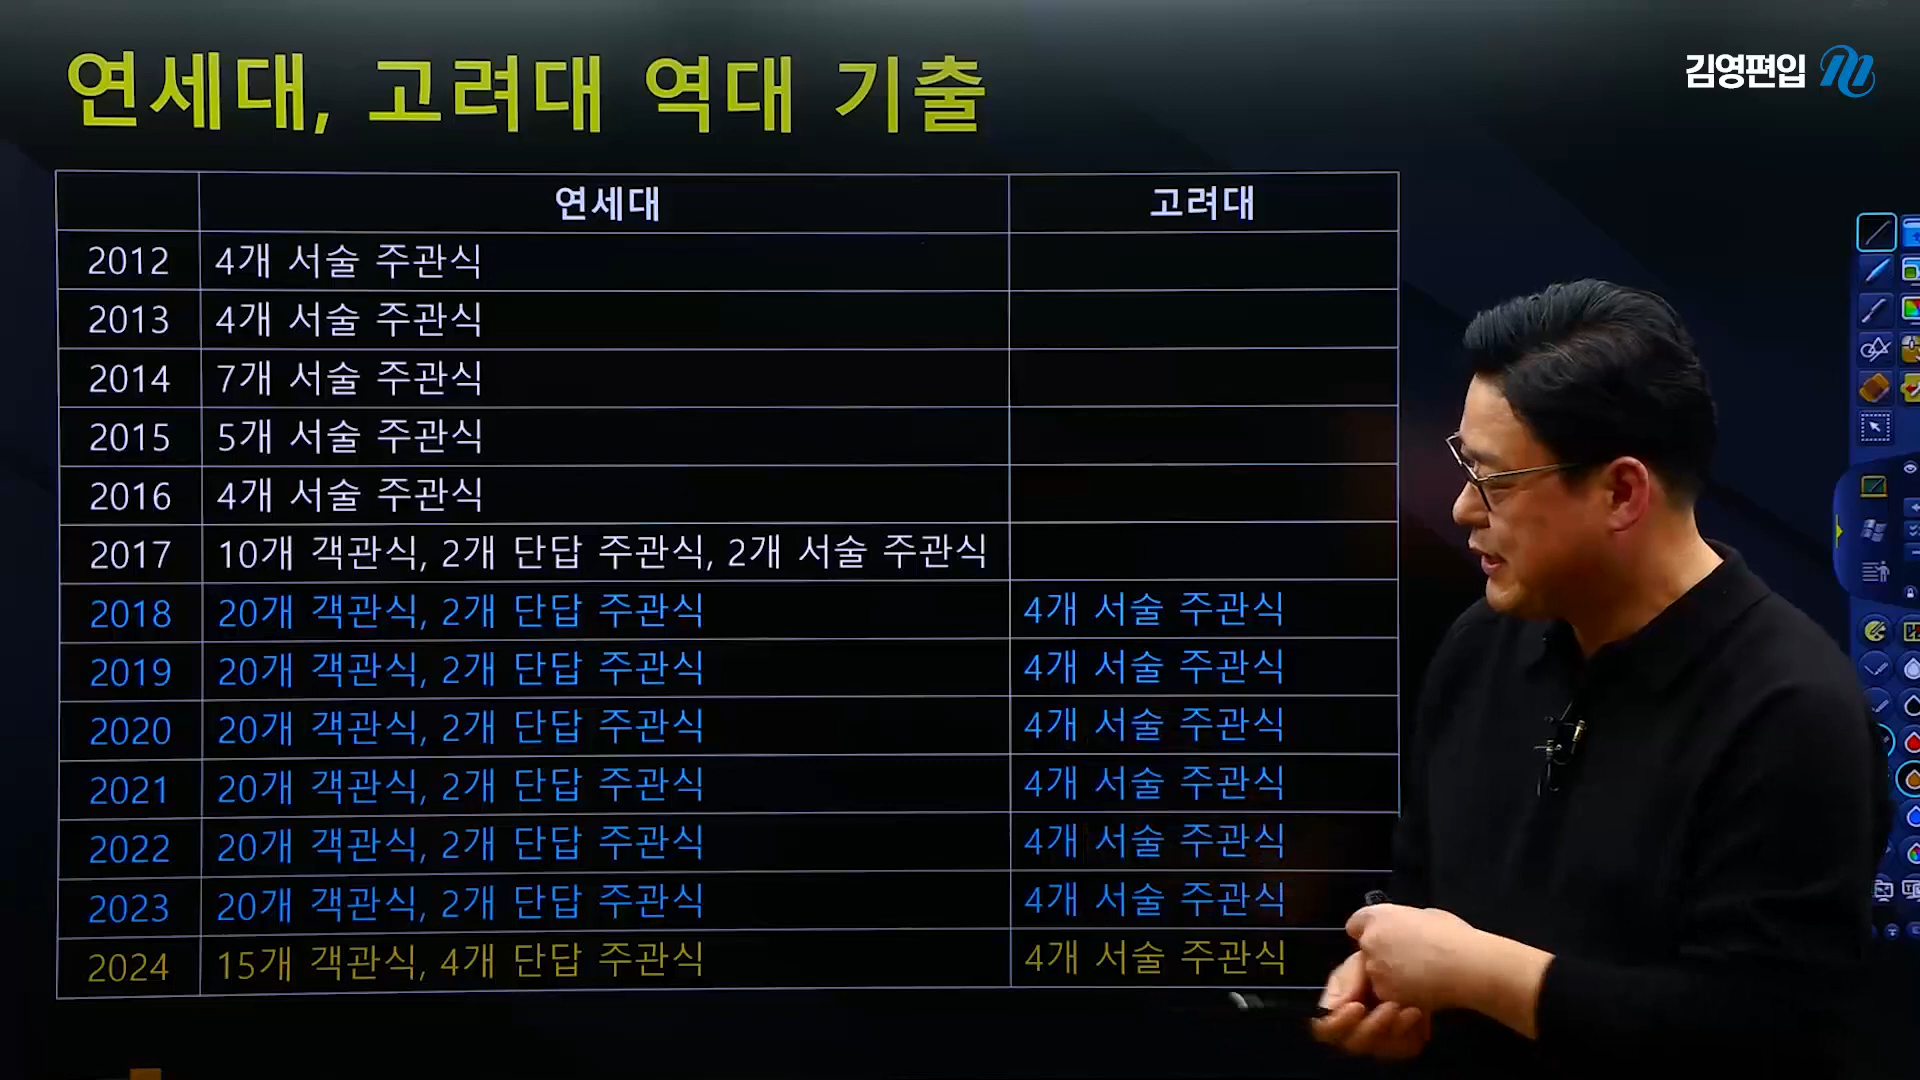 연세대, 고려대 역대 기출
김영편입
연세대 고려대
2012 4개 서술 주관식
2013 4개 서술 주관식
2014 7개 서술 주관식
2015 5개 서술 주관식
2016 4개 서술 주관식
2017 10개 객관식, 2개 단답 주관식, 2개 서술 주관식
2018 20개 객관식, 2개 단답 주관식 4개 서술 주관식
2019 20개 객관식, 2개 단답 주관식 4개 서술 주관식
2020 20개 객관식, 2개 단답 주관식 4개 서술 주관식
2021 20개 객관식, 2개 단답 주관식 4개 서술 주관식
2022 20개 객관식, 2개 단답 주관식 4개 서술 주관식
2023 20개 객관식, 2개 단답 주관식 4개 서술 주관식
2024 15개 객관식, 4개 단답 주관식 4개 서술 주관식